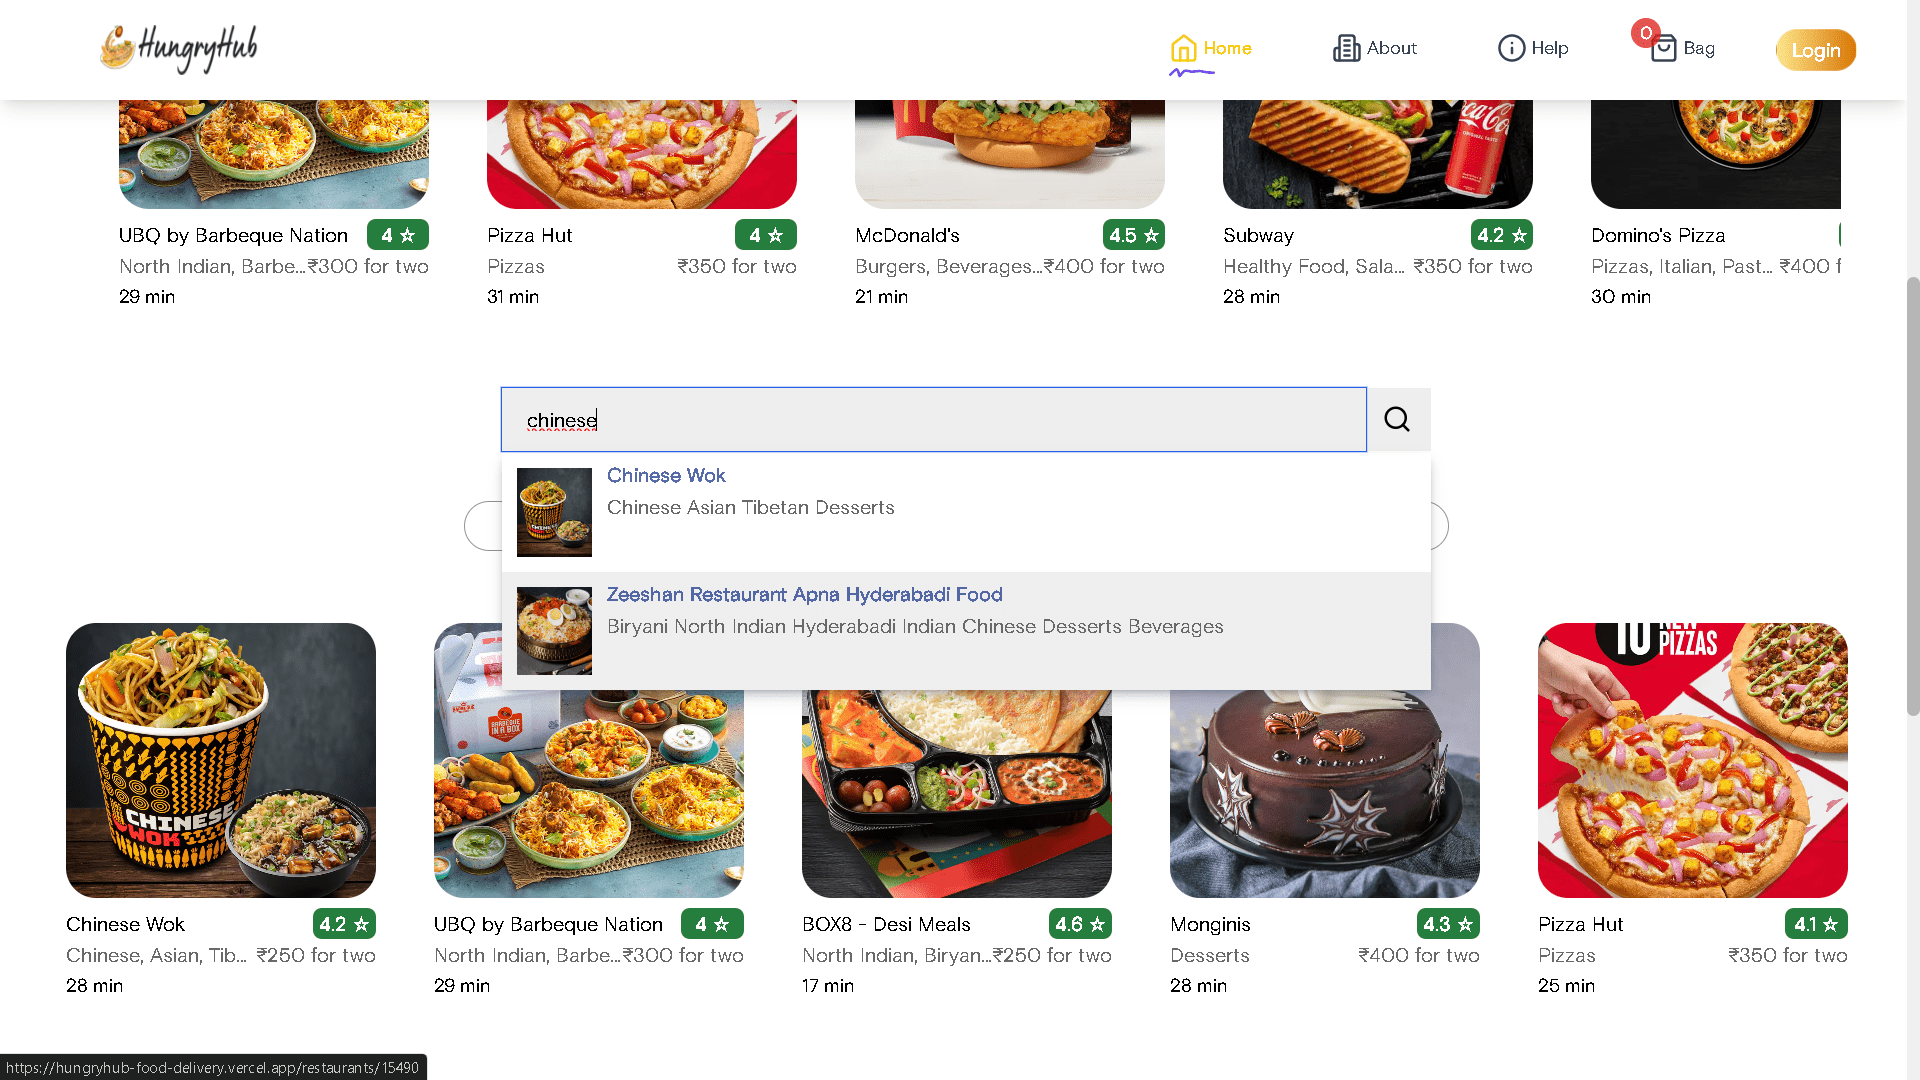 HungryHub
Home
About
Help
0
Bag
Login
UBQ by Barbeque Nation
4 ☆
North Indian, Barbe...₹300 for two
29 min
Pizza Hut
4 ☆
Pizzas
₹350 for two
31 min
McDonald's
4.5 ☆
Burgers, Beverages...₹400 for two
21 min
Subway
4.2 ☆
Healthy Food, Sala... ₹350 for two
28 min
Coca-Co
ORIGINAL TASTE
Domino's Pizza
Pizzas, Italian, Past... ₹400 f
30 min
chinese
Chinese Wok
Chinese Asian Tibetan Desserts
Zeeshan Restaurant Apna Hyderabadi Food
Biryani North Indian Hyderabadi Indian Chinese Desserts Beverages
CHINESE
WOK
BARBEQUE
IN A BOX
10 NEW
PIZZAS
Chinese Wok
4.2 ☆
Chinese, Asian, Tib... ₹250 for two
28 min
UBQ by Barbeque Nation
4 ☆
North Indian, Barbe...₹300 for two
29 min
BOX8 - Desi Meals
4.6 ☆
North Indian, Biryan...₹250 for two
17 min
Monginis
4.3 ☆
Desserts
₹400 for two
28 min
Pizza Hut
4.1 ☆
Pizzas
₹350 for two
25 min
https://hungryhub-food-delivery.vercel.app/restaurants/15490